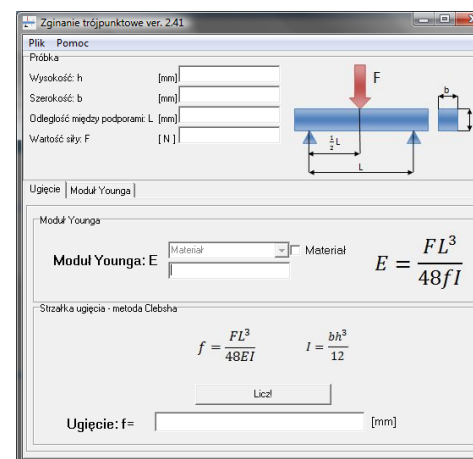 Zginanie trójpunktowe ver. 2.41
Plik Pomoc
Próbka
Wysokość: h [mm]
Szerokość: b [mm]
Odległość między podporami: L [mm]
Wartość siły: F [ N ]
F
b
½ L
L
Ugięcie Moduł Younga
Moduł Younga
Moduł Younga: E Materiał Materiał
E = FL³ / 48fI
Strzałka ugięcia - metoda Clebsha
f = FL³ / 48EI I = bh³ / 12
Licz!
Ugięcie: f= [mm]